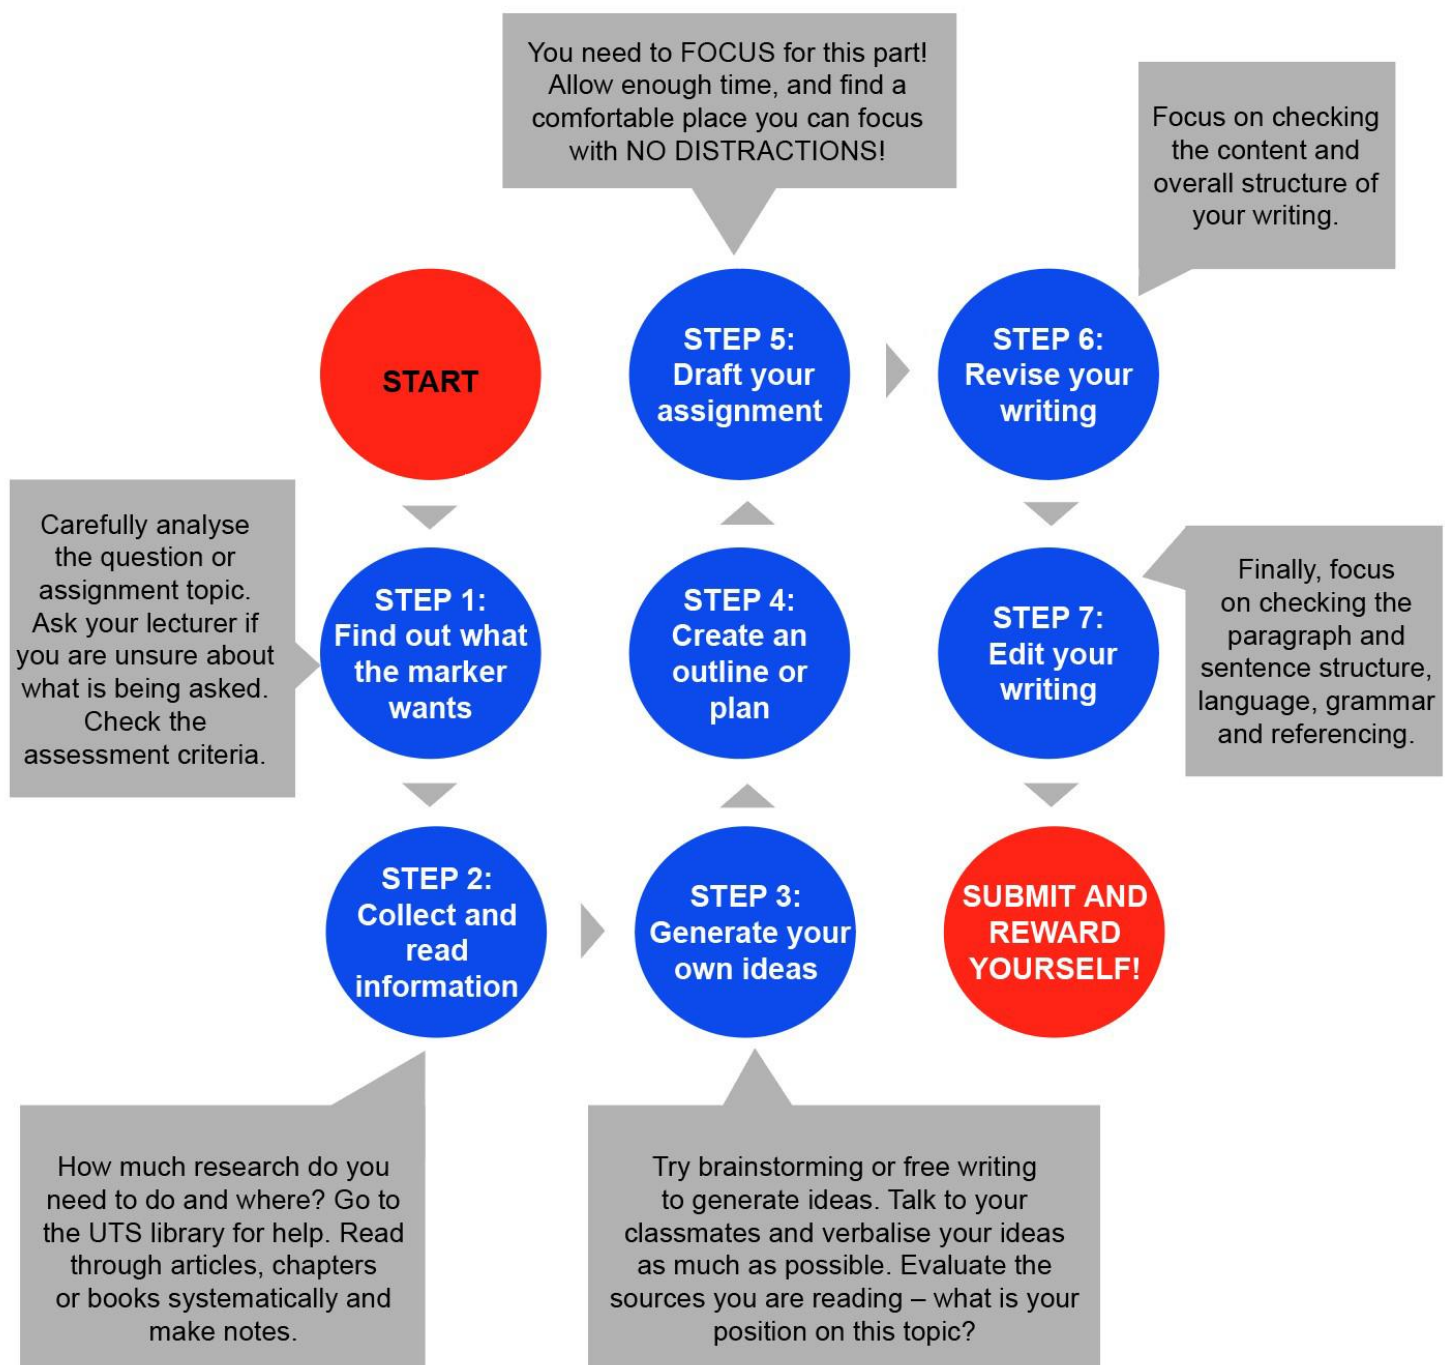 START
STEP 1:
Find out what
the marker
wants
Carefully analyse
the question or
assignment topic.
Ask your lecturer if
you are unsure about
what is being asked.
Check the
assessment criteria.
STEP 2:
Collect and
read
information
How much research do you
need to do and where? Go to
the UTS library for help. Read
through articles, chapters
or books systematically and
make notes.
STEP 3:
Generate your
own ideas
Try brainstorming or free writing
to generate ideas. Talk to your
classmates and verbalise your ideas
as much as possible. Evaluate the
sources you are reading – what is your
position on this topic?
STEP 4:
Create an
outline or
plan
STEP 5:
Draft your
assignment
You need to FOCUS for this part!
Allow enough time, and find a
comfortable place you can focus
with NO DISTRACTIONS!
STEP 6:
Revise your
writing
Focus on checking
the content and
overall structure of
your writing.
STEP 7:
Edit your
writing
Finally, focus
on checking the
paragraph and
sentence structure,
language, grammar
and referencing.
SUBMIT AND
REWARD
YOURSELF!